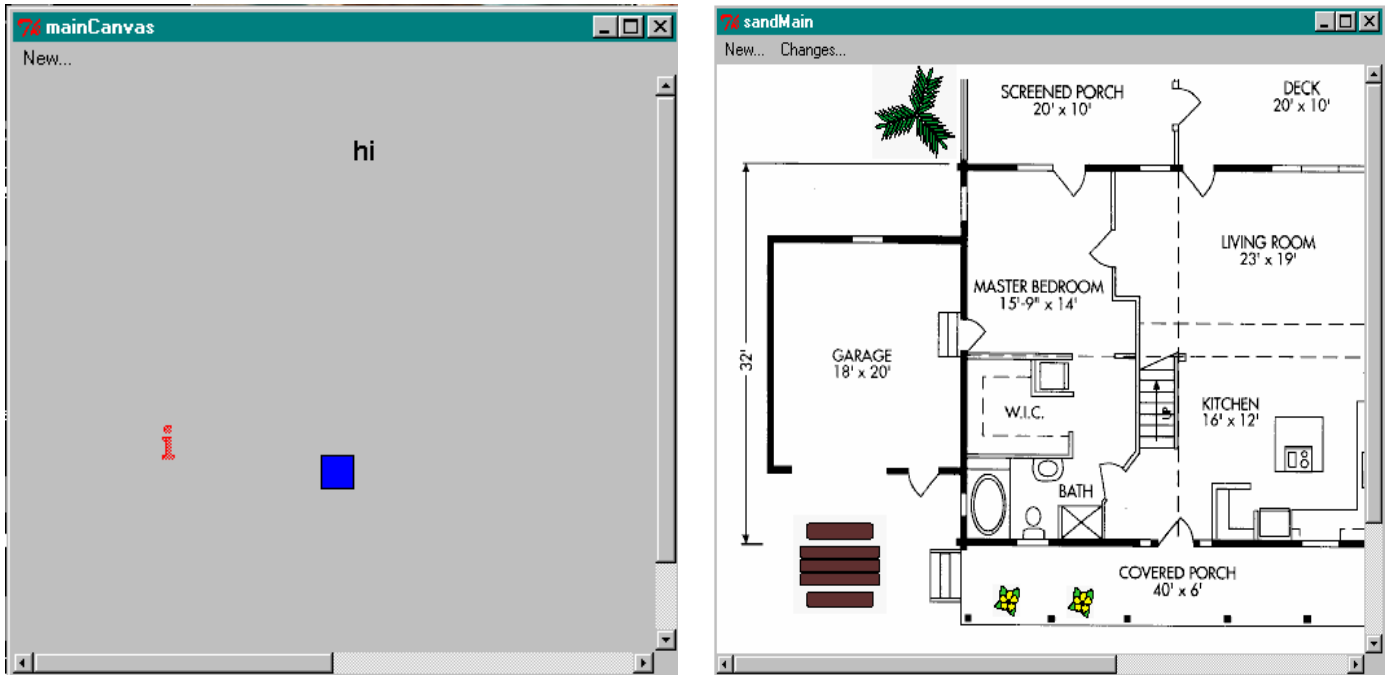 mainCanvas
New...
hi
sandMain
New... Changes...
SCREENED PORCH
20' x 10'
DECK
20' x 10'
LIVING ROOM
23' x 19'
MASTER BEDROOM
15'-9" x 14'
32'
GARAGE
18' x 20'
W.I.C.
UP
KITCHEN
16' x 12'
BATH
COVERED PORCH
40' x 6'